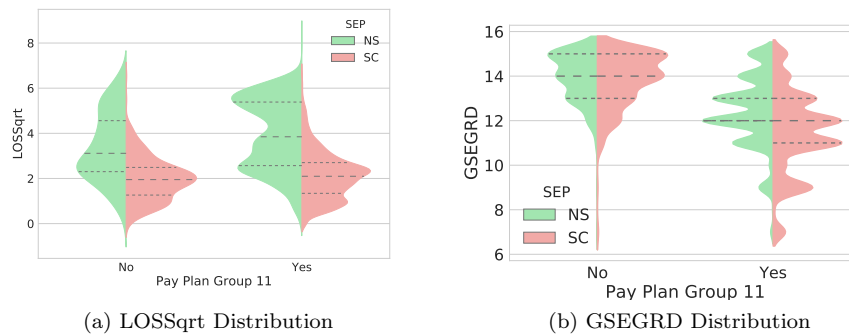 SEP
NS
SC
8
6
4
2
0
LOSSqrt
No
Yes
Pay Plan Group 11
(a) LOSSqrt Distribution
16
14
12
10
8
6
GSEGRD
SEP
NS
SC
No
Yes
Pay Plan Group 11
(b) GSEGRD Distribution